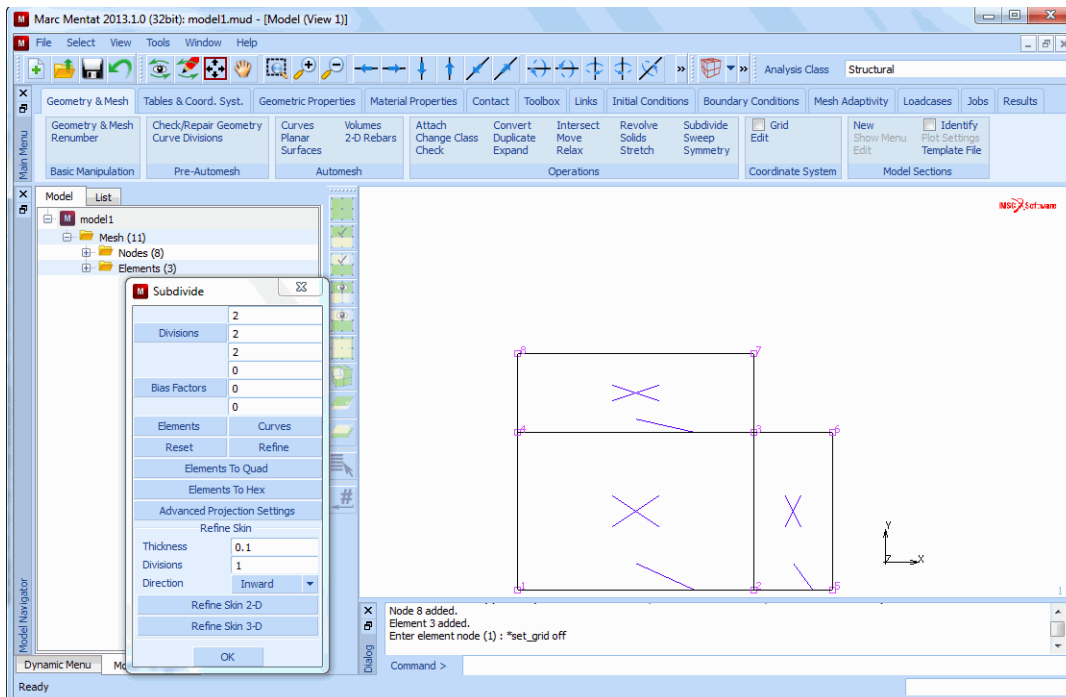 Marc Mentat 2013.1.0 (32bit): model1.mud - [Model (View 1)]
File Select View Tools Window Help
Analysis Class Structural
Geometry & Mesh Tables & Coord. Syst. Geometric Properties Material Properties Contact Toolbox Links Initial Conditions Boundary Conditions Mesh Adaptivity Loadcases Jobs Results
Geometry & Mesh Check/Repair Geometry Curves Volumes Attach Convert Intersect Revolve Subdivide Grid New Identify
Renumber Curve Divisions Planar 2-D Rebars Change Class Duplicate Move Solids Sweep Edit Show Menu Plot Settings
Surfaces Check Expand Relax Stretch Symmetry Edit Template File
Basic Manipulation Pre-Automesh Automesh Operations Coordinate System Model Sections
Main Menu
Model List
model1
Mesh (11)
Nodes (8)
Elements (3)
Subdivide
2
Divisions 2
2
0
Bias Factors 0
0
Elements Curves
Reset Refine
Elements To Quad
Elements To Hex
Advanced Projection Settings
Refine Skin
Thickness 0.1
Divisions 1
Direction Inward
Refine Skin 2-D
Refine Skin 3-D
OK
Model Navigator
MSC Software
8 7
4 3 6
1 2 5
Y
Z X
1
Node 8 added.
Element 3 added.
Enter element node (1) : *set_grid off
Command >
Dialog
Dynamic Menu
Ready